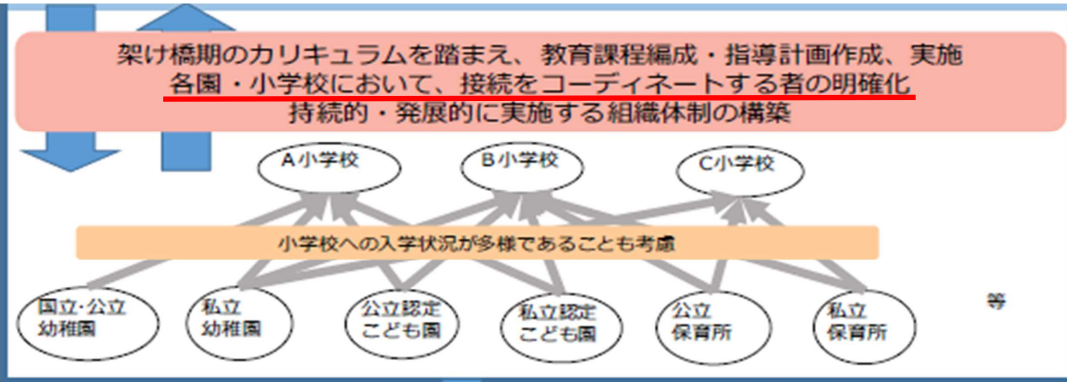 架け橋期のカリキュラムを踏まえ、教育課程編成・指導計画作成、実施
各園・小学校において、接続をコーディネートする者の明確化
持続的・発展的に実施する組織体制の構築
A小学校
B小学校
C小学校
小学校への入学状況が多様であることも考慮
国立・公立
幼稚園
私立
幼稚園
公立認定
こども園
私立認定
こども園
公立
保育所
私立
保育所
等